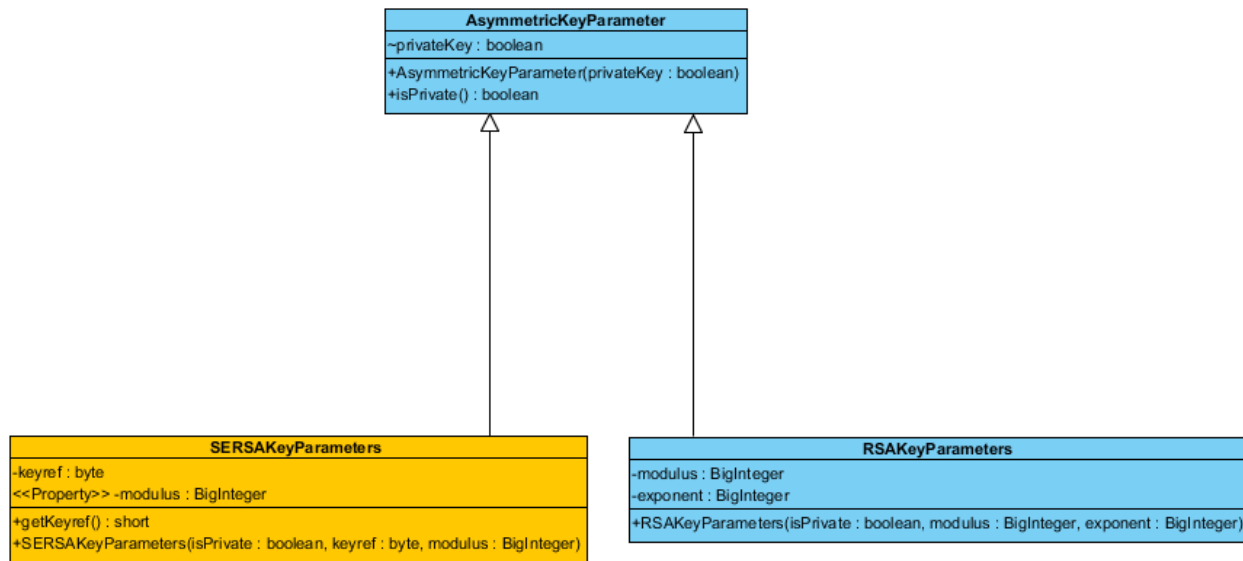 AsymmetricKeyParameter
~privateKey : boolean
+AsymmetricKeyParameter(privateKey : boolean)
+isPrivate() : boolean
SERSAKeyParameters
-keyref : byte
<<Property>> -modulus : BigInteger
+getKeyref() : short
+SERSAKeyParameters(isPrivate : boolean, keyref : byte, modulus : BigInteger)
RSAKeyParameters
-modulus : BigInteger
-exponent : BigInteger
+RSAKeyParameters(isPrivate : boolean, modulus : BigInteger, exponent : BigInteger)